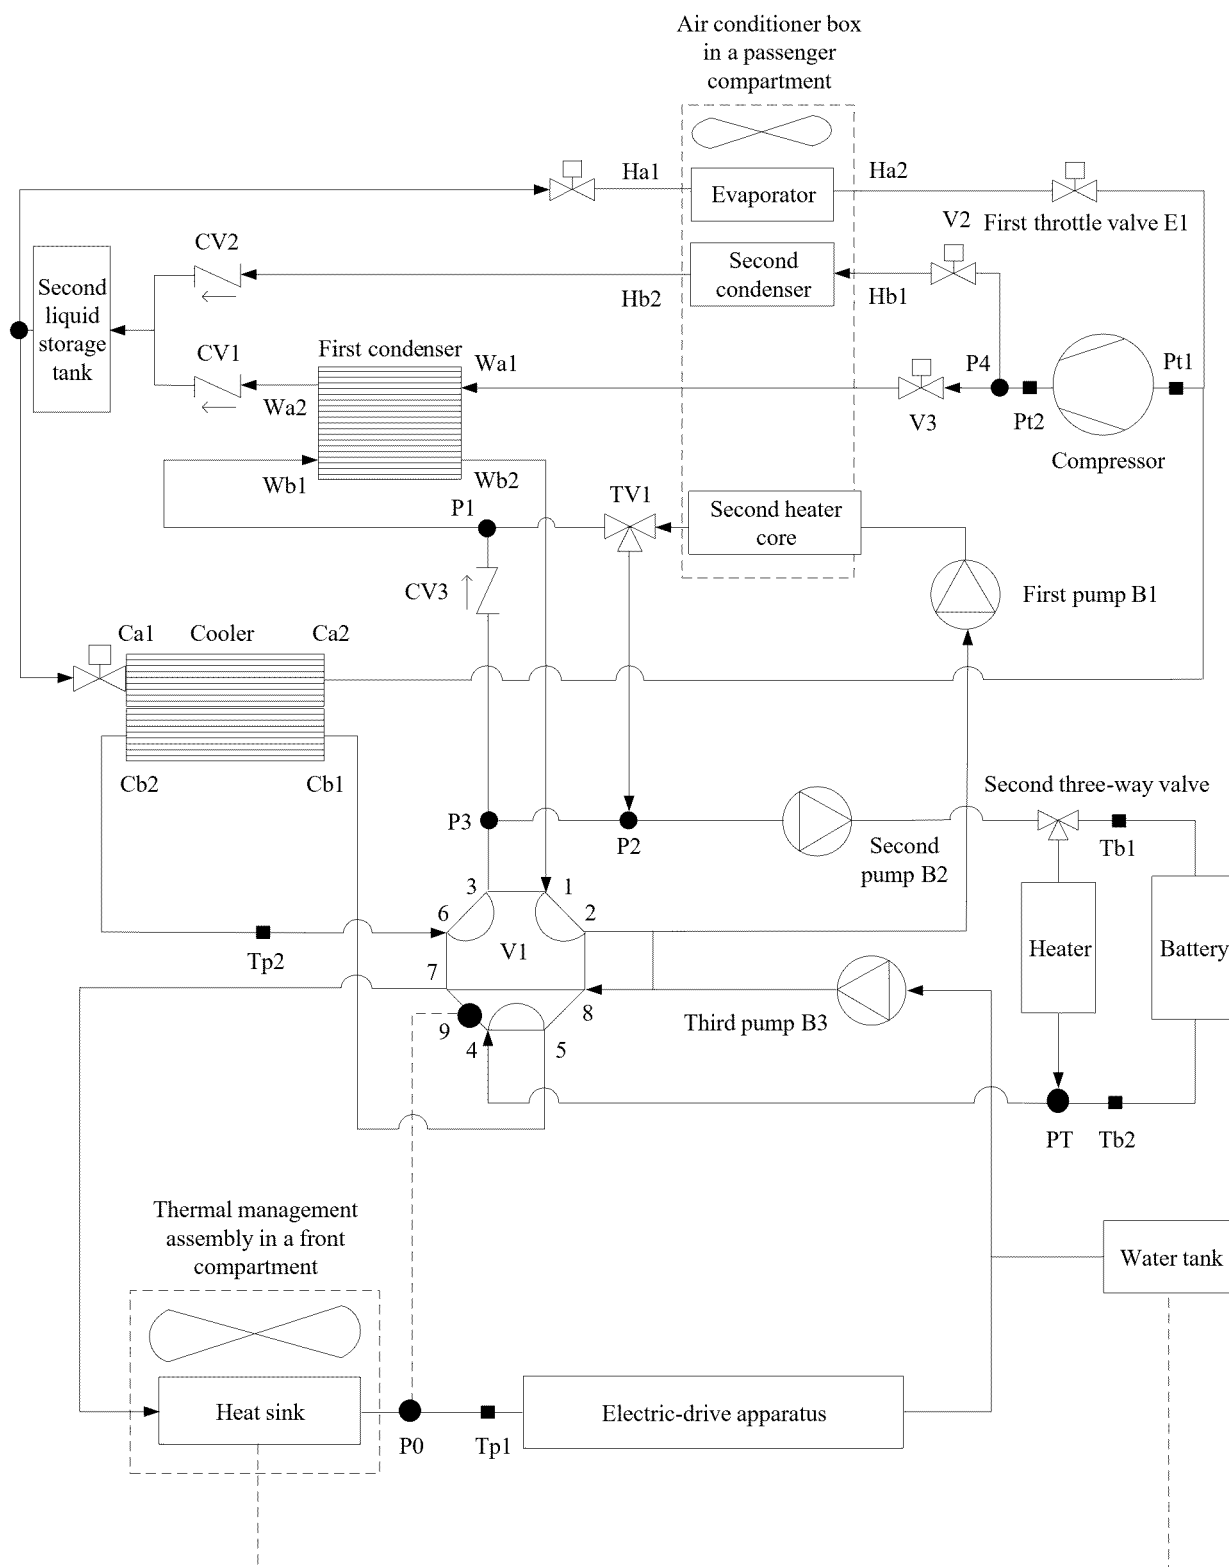 Air conditioner box
in a passenger
compartment
Ha1
Evaporator
Ha2
V2
First throttle valve E1
CV2
Second
liquid
storage
tank
Second
condenser
Hb2
Hb1
CV1
First condenser
Wa1
Wa2
P4
Pt1
V3
Pt2
Compressor
Wb1
Wb2
P1
TV1
Second heater
core
CV3
First pump B1
Ca1
Cooler
Ca2
Cb2
Cb1
Second three-way valve
P3
P2
Second
pump B2
Tb1
3
1
6
2
V1
Heater
Battery
Tp2
7
8
9
4
5
Third pump B3
PT
Tb2
Thermal management
assembly in a front
compartment
Water tank
Heat sink
P0
Tp1
Electric-drive apparatus